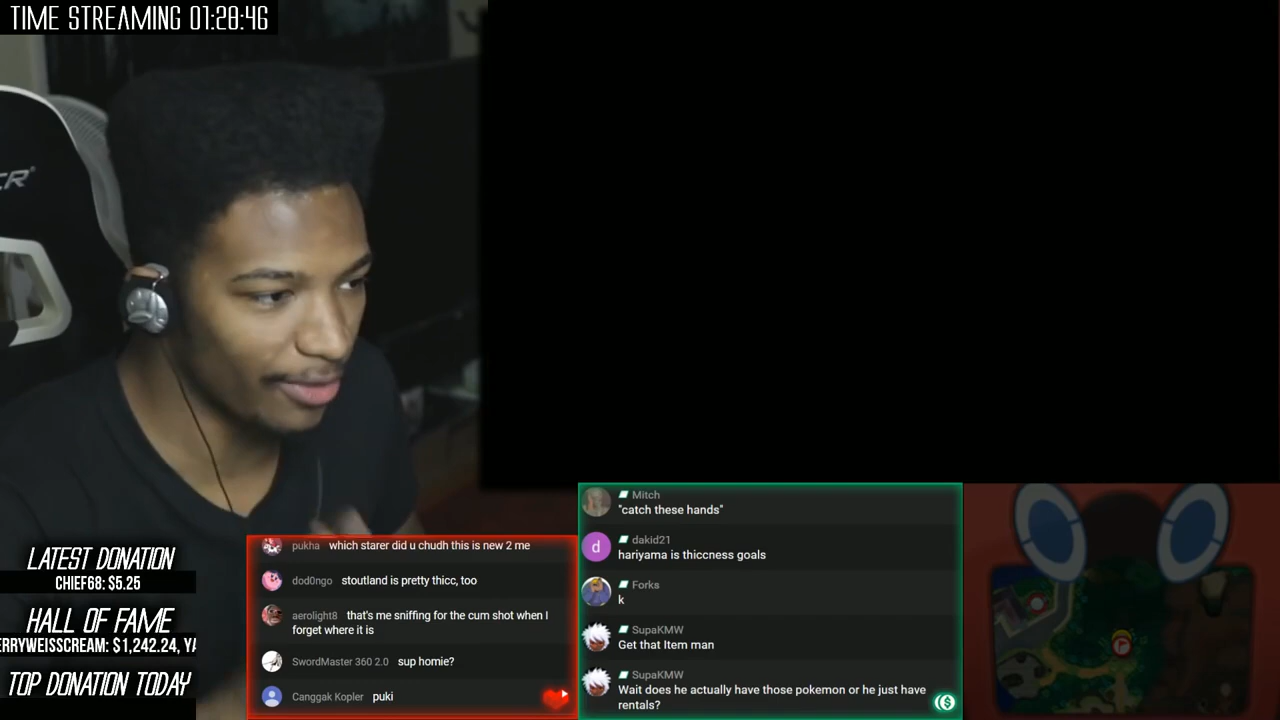 TIME STREAMING 01:28:46
CR
LATEST DONATION
CHIEF68: $5.25
HALL OF FAME
ERRYWEISSCREAM: $1,242.24, YA
TOP DONATION TODAY
pukha which starer did u chudh this is new 2 me
dod0ngo stoutland is pretty thicc, too
aerolight8 that's me sniffing for the cum shot when I
forget where it is
SwordMaster 360 2.0 sup homie?
Canggak Kopler puki
Mitch
"catch these hands"
d
dakid21
hariyama is thiccness goals
Forks
k
SupaKMW
Get that Item man
SupaKMW
Wait does he actually have those pokemon or he just have
rentals?